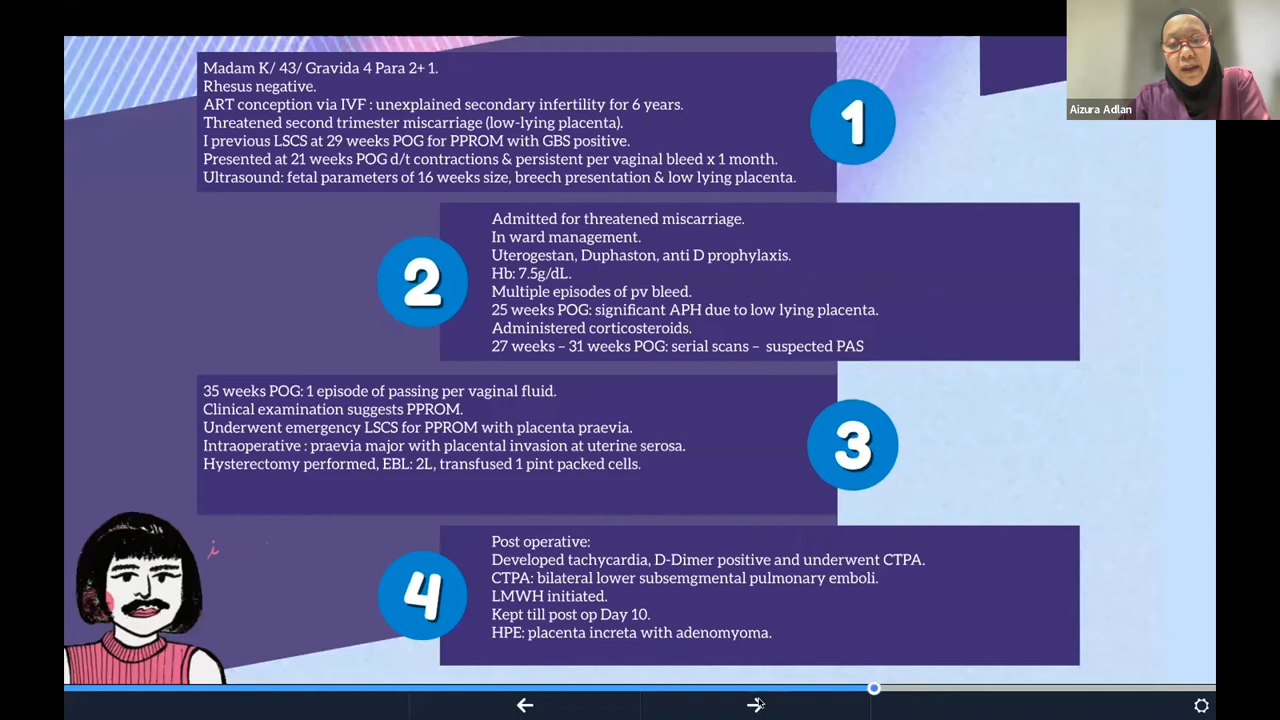 Madam K/ 43/ Gravida 4 Para 2+1.
Rhesus negative.
ART conception via IVF : unexplained secondary infertility for 6 years.
Threatened second trimester miscarriage (low-lying placenta).
I previous LSCS at 29 weeks POG for PPROM with GBS positive.
Presented at 21 weeks POG d/t contractions & persistent per vaginal bleed x 1 month.
Ultrasound: fetal parameters of 16 weeks size, breech presentation & low lying placenta.
1
Aizura Adlan
Admitted for threatened miscarriage.
In ward management.
Uterogestan, Duphaston, anti D prophylaxis.
Hb: 7.5g/dL.
Multiple episodes of pv bleed.
25 weeks POG: significant APH due to low lying placenta.
Administered corticosteroids.
27 weeks – 31 weeks POG: serial scans – suspected PAS
2
35 weeks POG: 1 episode of passing per vaginal fluid.
Clinical examination suggests PPROM.
Underwent emergency LSCS for PPROM with placenta praevia.
Intraoperative : praevia major with placental invasion at uterine serosa.
Hysterectomy performed, EBL: 2L, transfused 1 pint packed cells.
3
i
Post operative:
Developed tachycardia, D-Dimer positive and underwent CTPA.
CTPA: bilateral lower subsemgmental pulmonary emboli.
LMWH initiated.
Kept till post op Day 10.
HPE: placenta increta with adenomyoma.
4